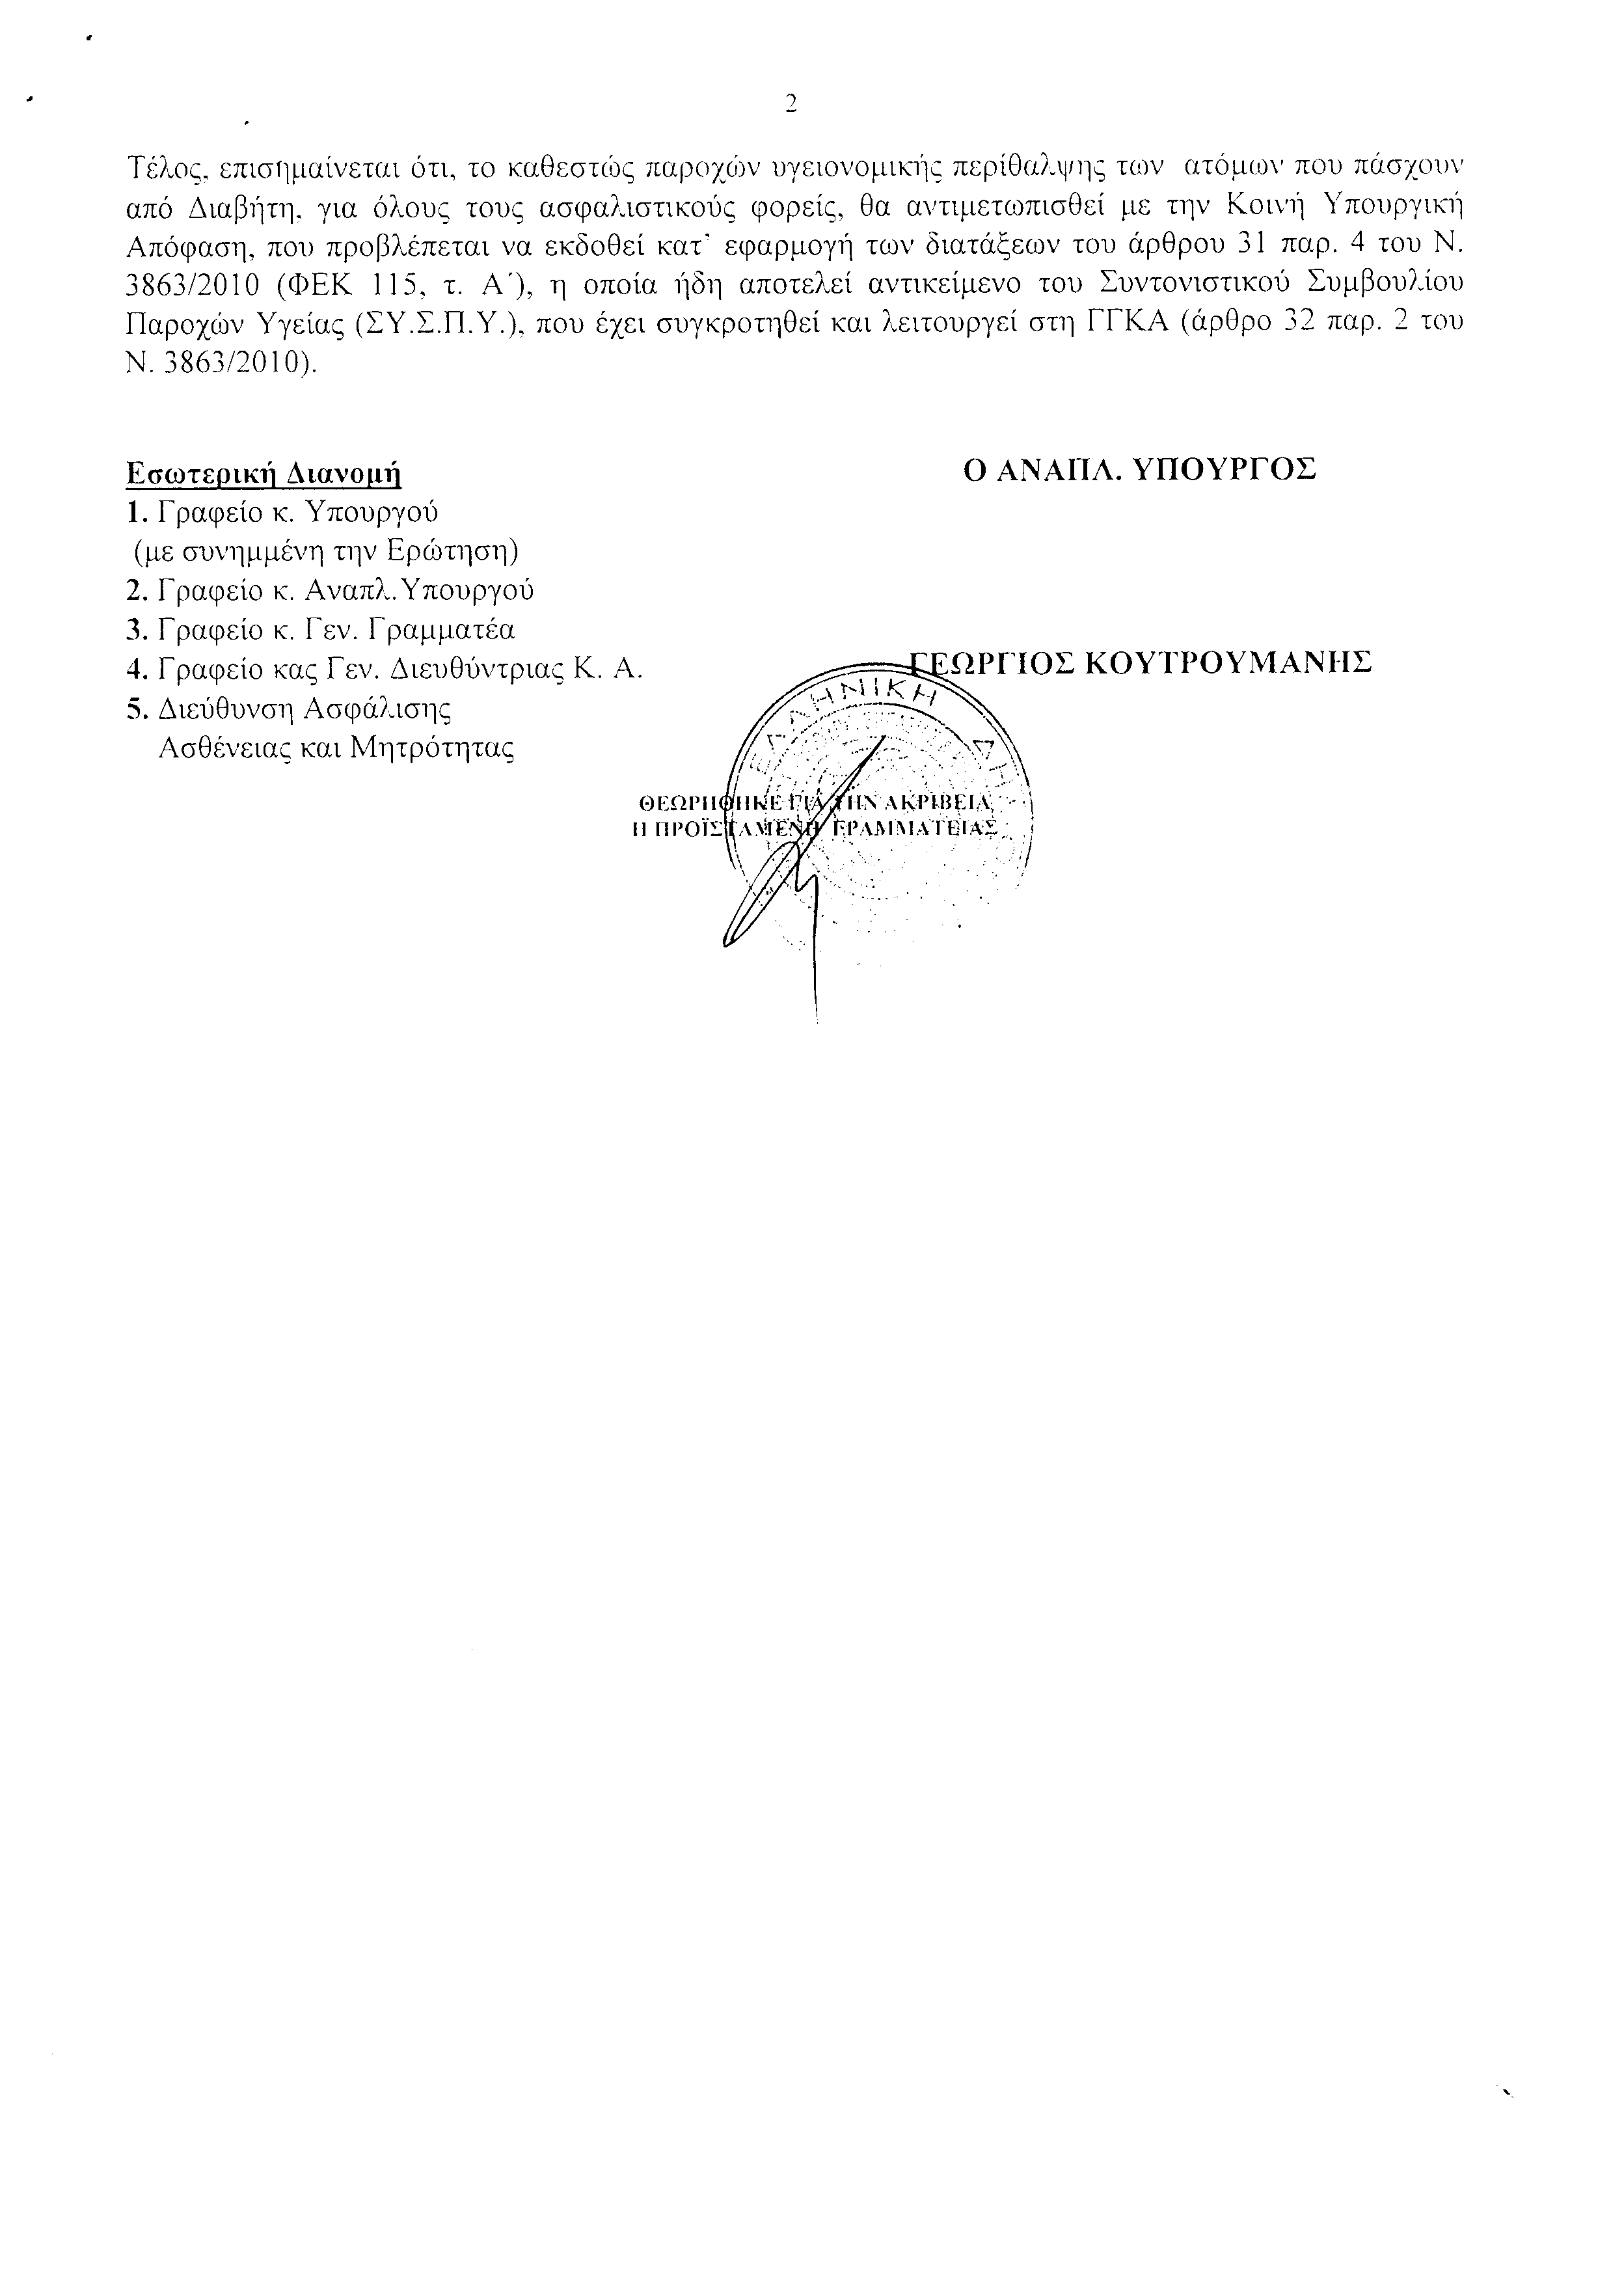 2
Τέλος, επισημαίνεται ότι, το καθεστώς παροχών υγειονομικής περίθαλψης των ατόμων που πάσχουν
από Διαβήτη, για όλους τους ασφαλιστικούς φορείς, θα αντιμετωπισθεί με την Κοινή Υπουργική
Απόφαση, που προβλέπεται να εκδοθεί κατ' εφαρμογή των διατάξεων του άρθρου 31 παρ. 4 του Ν.
3863/2010 (ΦΕΚ 115, τ. Α'), η οποία ήδη αποτελεί αντικείμενο του Συντονιστικού Συμβουλίου
Παροχών Υγείας (ΣΥ.Σ.Π.Υ.), που έχει συγκροτηθεί και λειτουργεί στη ΓΓΚΑ (άρθρο 32 παρ. 2 του
Ν. 3863/2010).
Εσωτερική Διανομή
1. Γραφείο κ. Υπουργού
(με συνημμένη την Ερώτηση)
2. Γραφείο κ. Αναπλ.Υπουργού
3. Γραφείο κ. Γεν. Γραμματέα
4. Γραφείο κας Γεν. Διευθύντριας Κ. Α.
5. Διεύθυνση Ασφάλισης
Ασθένειας και Μητρότητας
Ο ΑΝΑΠΛ. ΥΠΟΥΡΓΟΣ
ΓΕΩΡΓΙΟΣ ΚΟΥΤΡΟΥΜΑΝΗΣ
ΕΛΛΗΝΙΚΗ
ΘΕΩΡΗΘΗΚΕ ΓΙΑ ΤΗΝ ΑΚΡΙΒΕΙΑ
Η ΠΡΟΪΣΤΑΜΕΝΗ ΓΡΑΜΜΑΤΕΙΑΣ